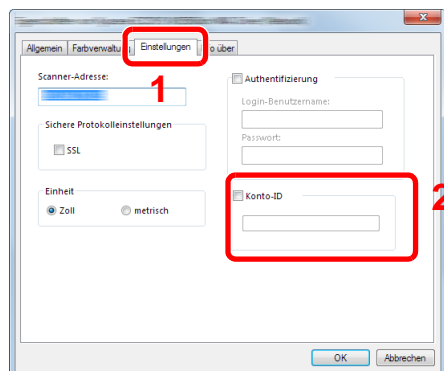 Allgemein Farbverwaltung Einstellungen o über
1
Scanner-Adresse:
Sichere Protokolleinstellungen
SSL
Einheit
Zoll metrisch
Authentifizierung
Login-Benutzername:
Passwort:
2
Konto-ID
OK Abbrechen